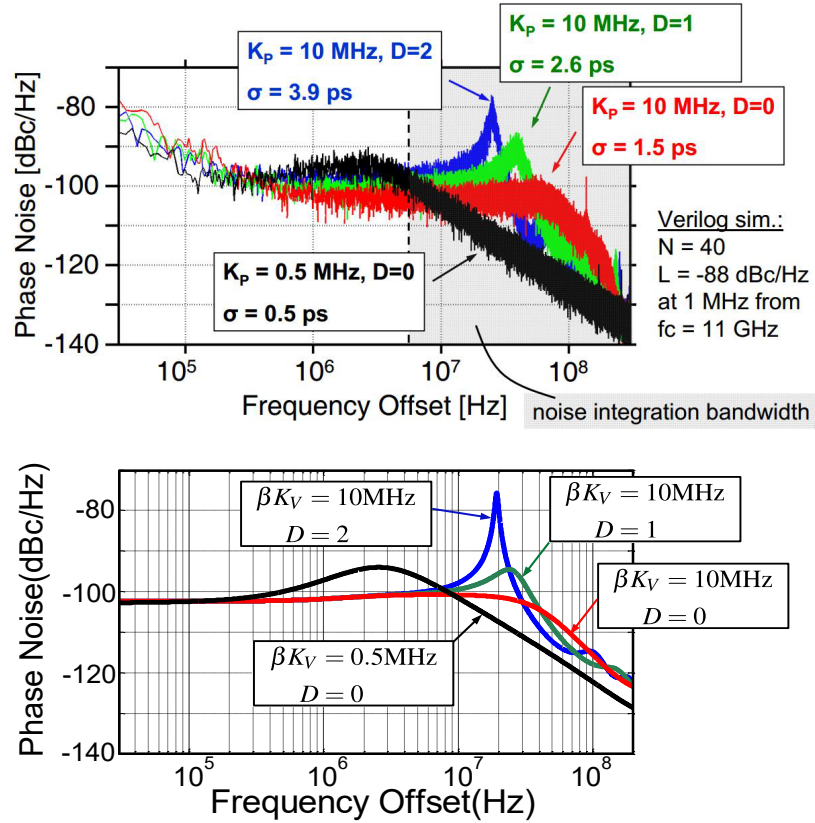 K_P = 10 MHz, D=2
σ = 3.9 ps
K_P = 10 MHz, D=1
σ = 2.6 ps
K_P = 10 MHz, D=0
σ = 1.5 ps
Phase Noise [dBc/Hz]
-80
-100
-120
-140
K_P = 0.5 MHz, D=0
σ = 0.5 ps
Verilog sim.:
N = 40
L = -88 dBc/Hz
at 1 MHz from
fc = 11 GHz
10^5
10^6
10^7
10^8
Frequency Offset [Hz]
noise integration bandwidth
Phase Noise(dBc/Hz)
-80
-100
-120
-140
βK_V = 10MHz
D = 2
βK_V = 10MHz
D = 1
βK_V = 10MHz
D = 0
βK_V = 0.5MHz
D = 0
10^5
10^6
10^7
10^8
Frequency Offset(Hz)